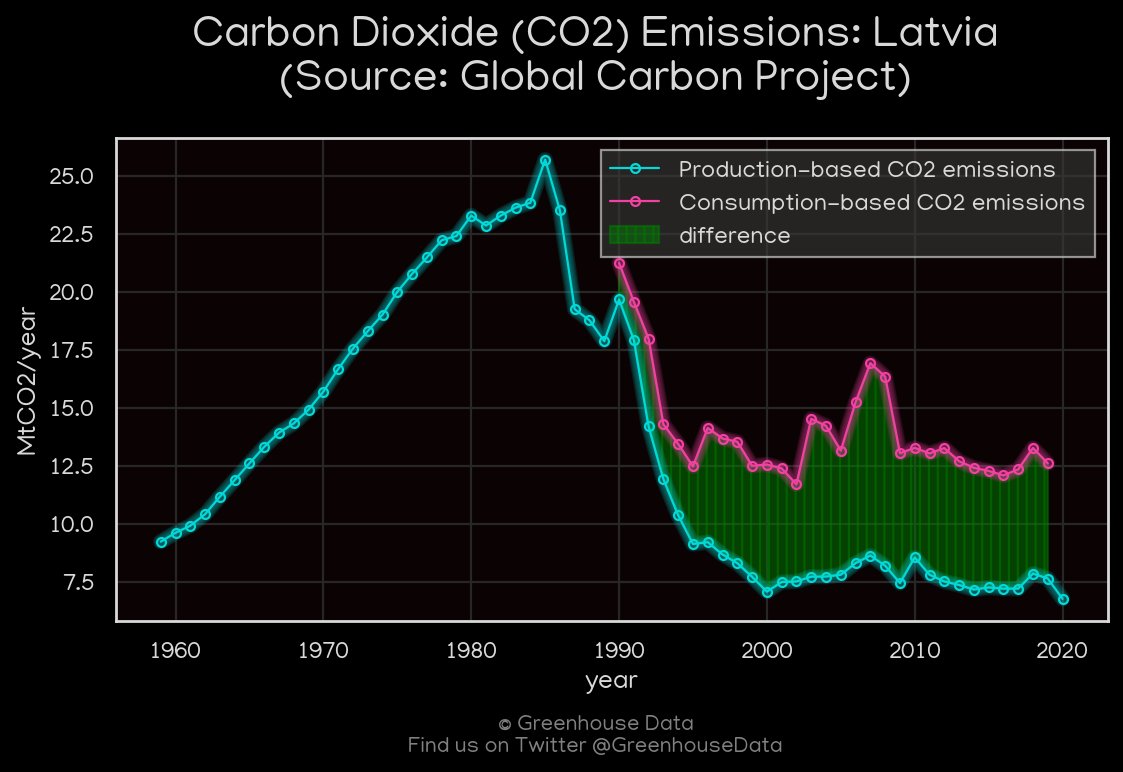 Carbon Dioxide (CO2) Emissions: Latvia
(Source: Global Carbon Project)
Production-based CO2 emissions
Consumption-based CO2 emissions
difference
MtCO2/year
25.0
22.5
20.0
17.5
15.0
12.5
10.0
7.5
1960
1970
1980
1990
2000
2010
2020
year
© Greenhouse Data
Find us on Twitter @GreenhouseData